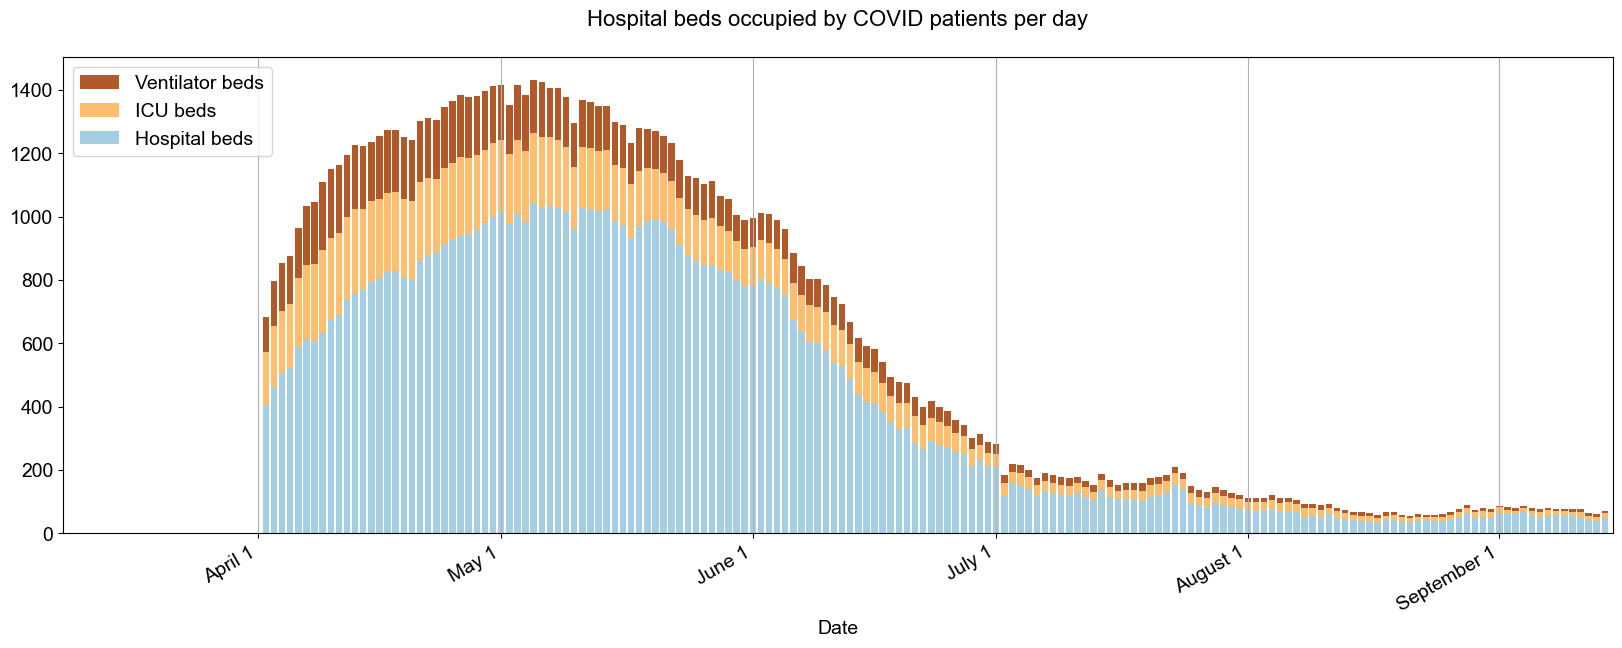 Hospital beds occupied by COVID patients per day
Ventilator beds
ICU beds
Hospital beds
1400
1200
1000
800
600
400
200
0
April 1
May 1
June 1
July 1
August 1
September 1
Date